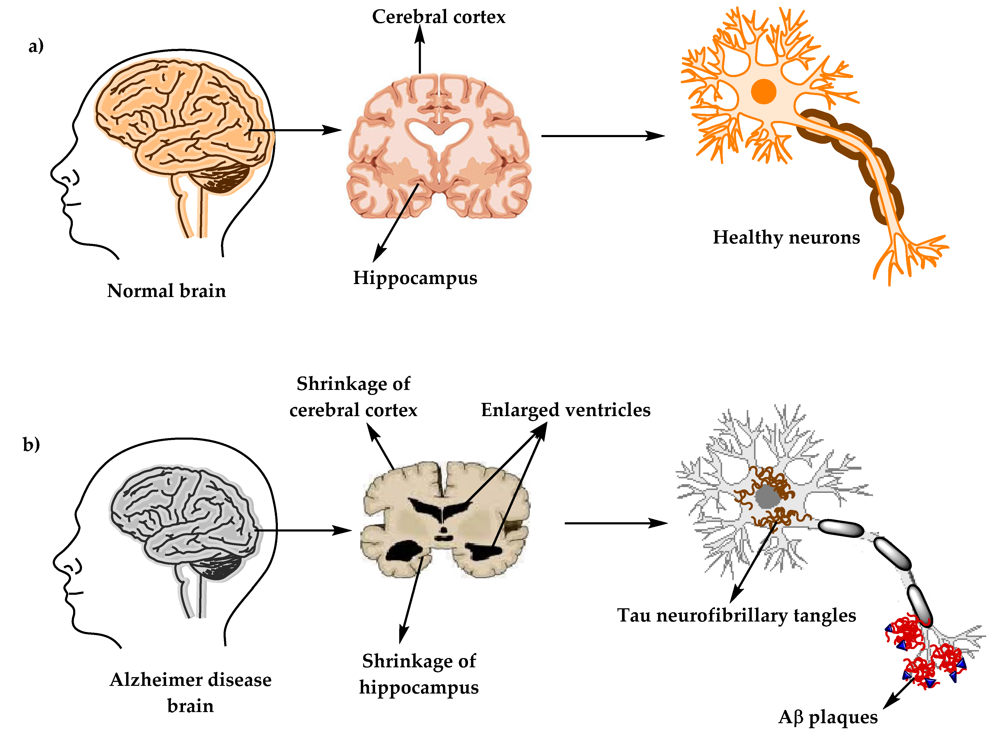 a)
Cerebral cortex
Healthy neurons
Hippocampus
Normal brain
b)
Shrinkage of
cerebral cortex
Enlarged ventricles
Tau neurofibrillary tangles
Shrinkage of
hippocampus
Alzheimer disease
brain
Aβ plaques